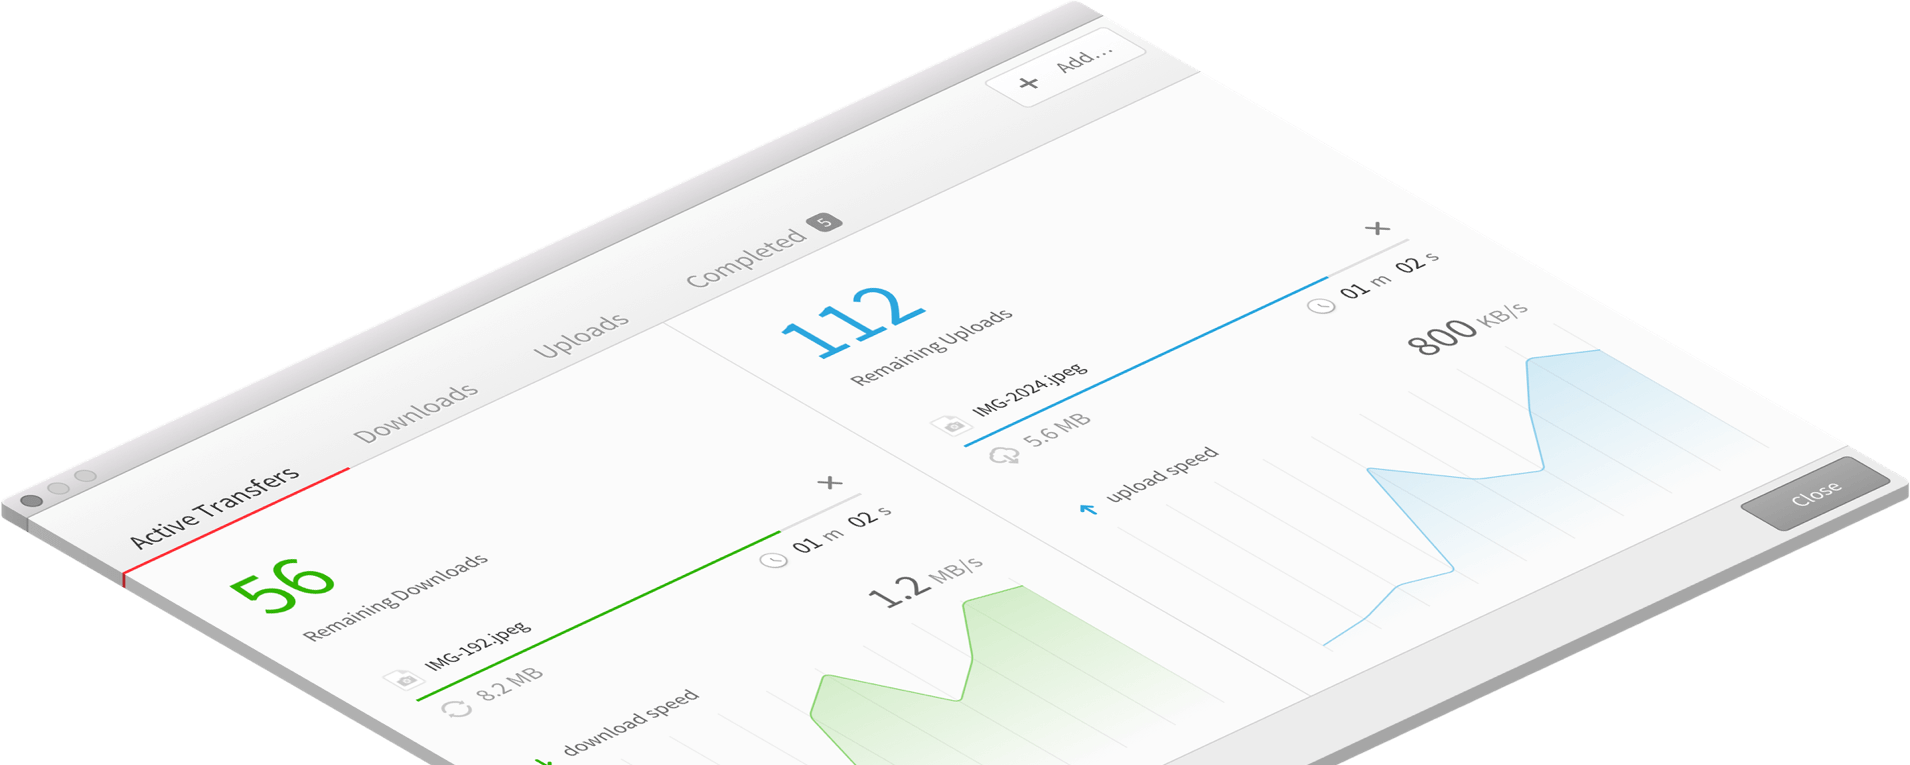 Add...
Active Transfers
Downloads
Uploads
Completed 5
56
Remaining Downloads
IMG-192.jpeg
8.2 MB
01 m 02 s
download speed
1.2 MB/s
112
Remaining Uploads
IMG-2024.jpeg
5.6 MB
01 m 02 s
upload speed
800 KB/s
Close